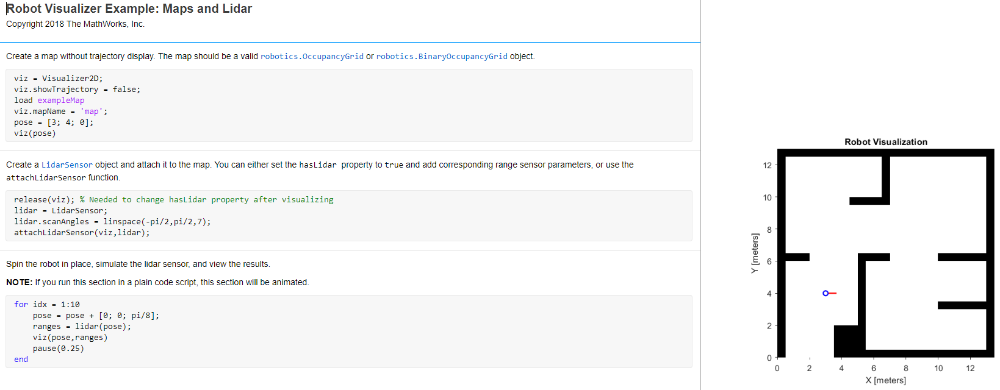 Robot Visualizer Example: Maps and Lidar
Copyright 2018 The MathWorks, Inc.
Create a map without trajectory display. The map should be a valid robotics.OccupancyGrid or robotics.BinaryOccupancyGrid object.
viz = Visualizer2D;
viz.showTrajectory = false;
load exampleMap
viz.mapName = 'map';
pose = [3; 4; 0];
viz(pose)
Create a LidarSensor object and attach it to the map. You can either set the hasLidar property to true and add corresponding range sensor parameters, or use the
attachLidarSensor function.
release(viz); % Needed to change hasLidar property after visualizing
lidar = LidarSensor;
lidar.scanAngles = linspace(-pi/2,pi/2,7);
attachLidarSensor(viz,lidar);
Spin the robot in place, simulate the lidar sensor, and view the results.
NOTE: If you run this section in a plain code script, this section will be animated.
for idx = 1:10
    pose = pose + [0; 0; pi/8];
    ranges = lidar(pose);
    viz(pose,ranges)
    pause(0.25)
end
Robot Visualization
12
10
8
6
4
2
0
Y [meters]
0 2 4 6 8 10 12
X [meters]